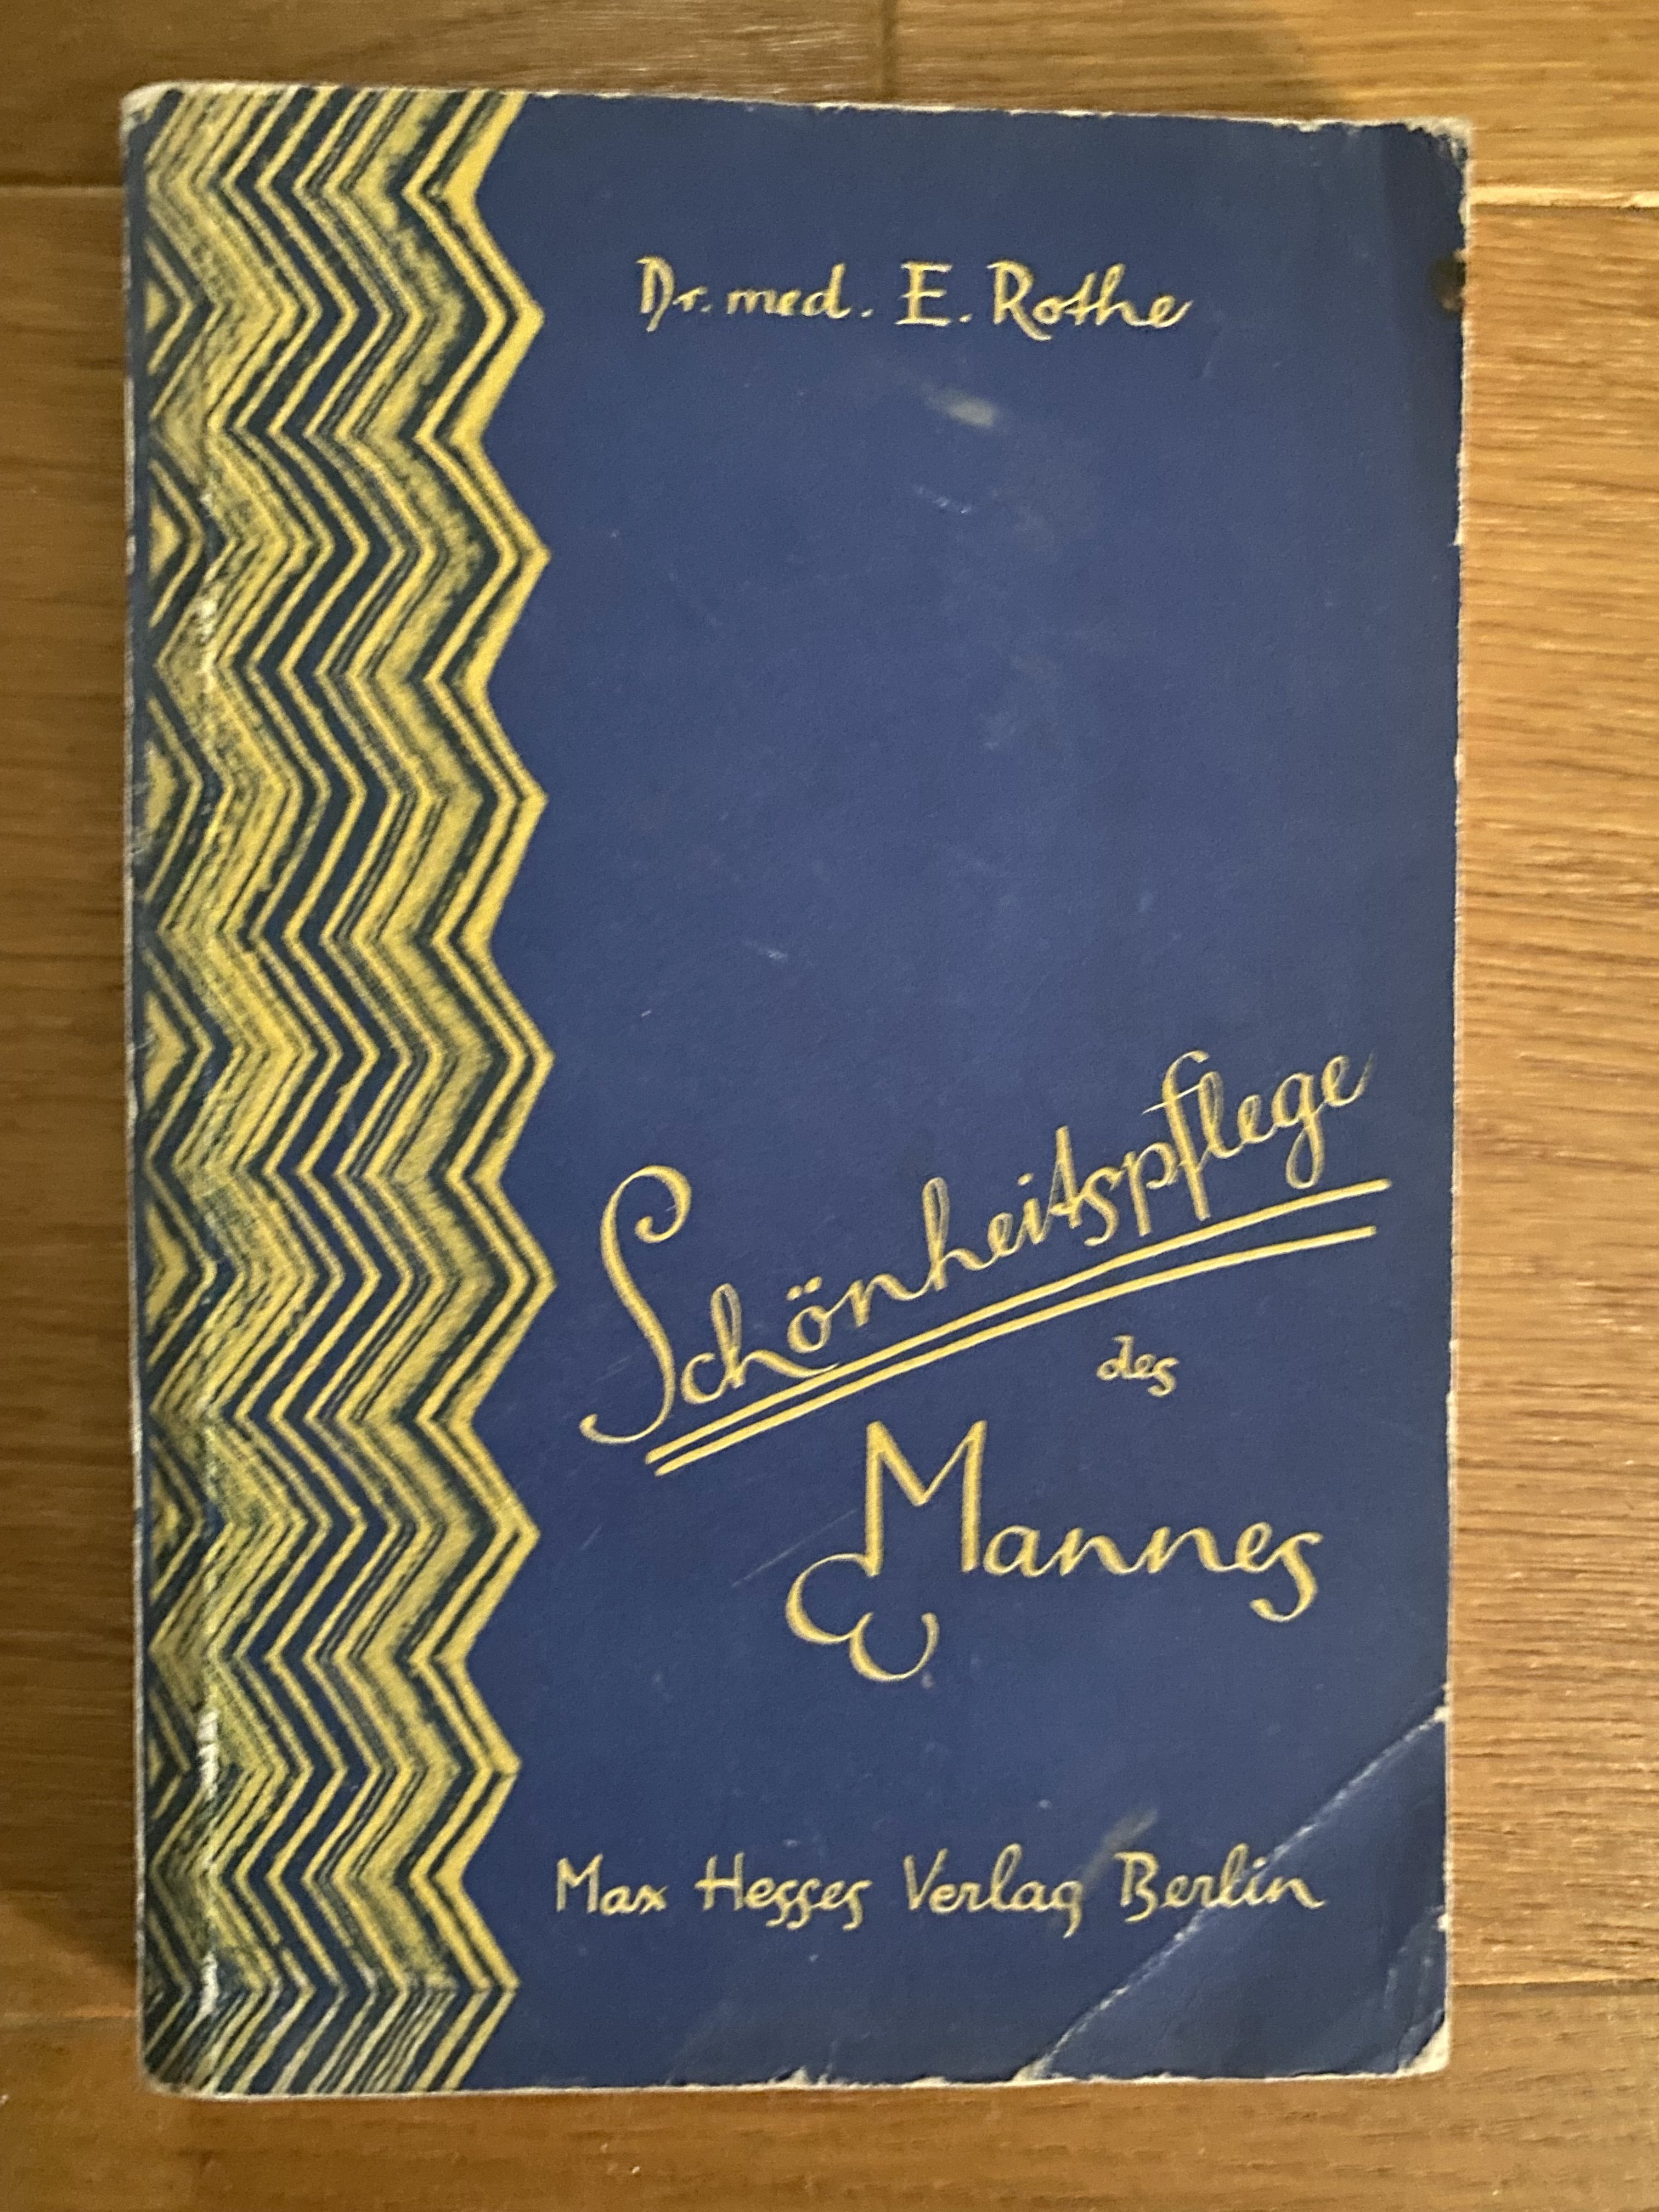 Dr. med. E. Rothe
Schönheitspflege
des
Mannes
Max Hesses Verlag Berlin